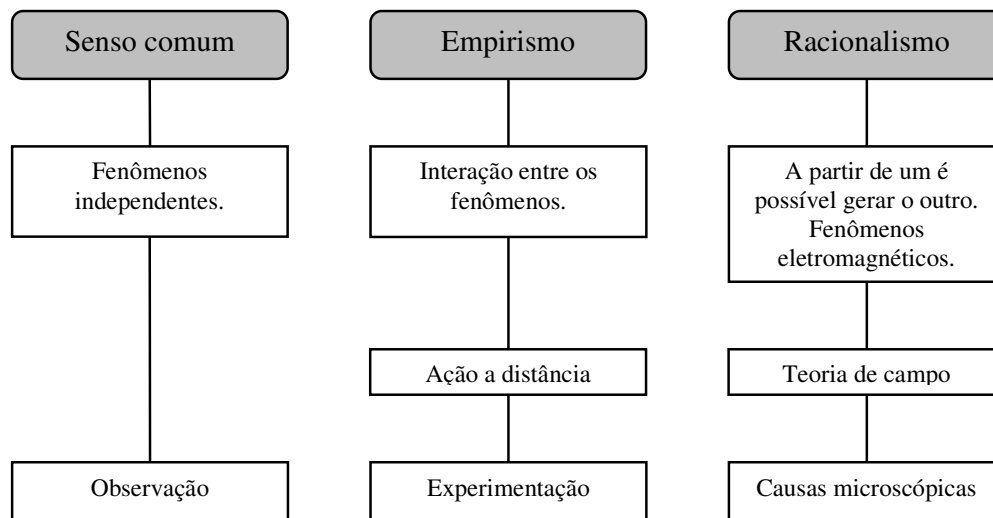 Senso comum
Fenômenos
independentes.
Observação
Empirismo
Interação entre os
fenômenos.
Ação a distância
Experimentação
Racionalismo
A partir de um é
possível gerar o outro.
Fenômenos
eletromagnéticos.
Teoria de campo
Causas microscópicas